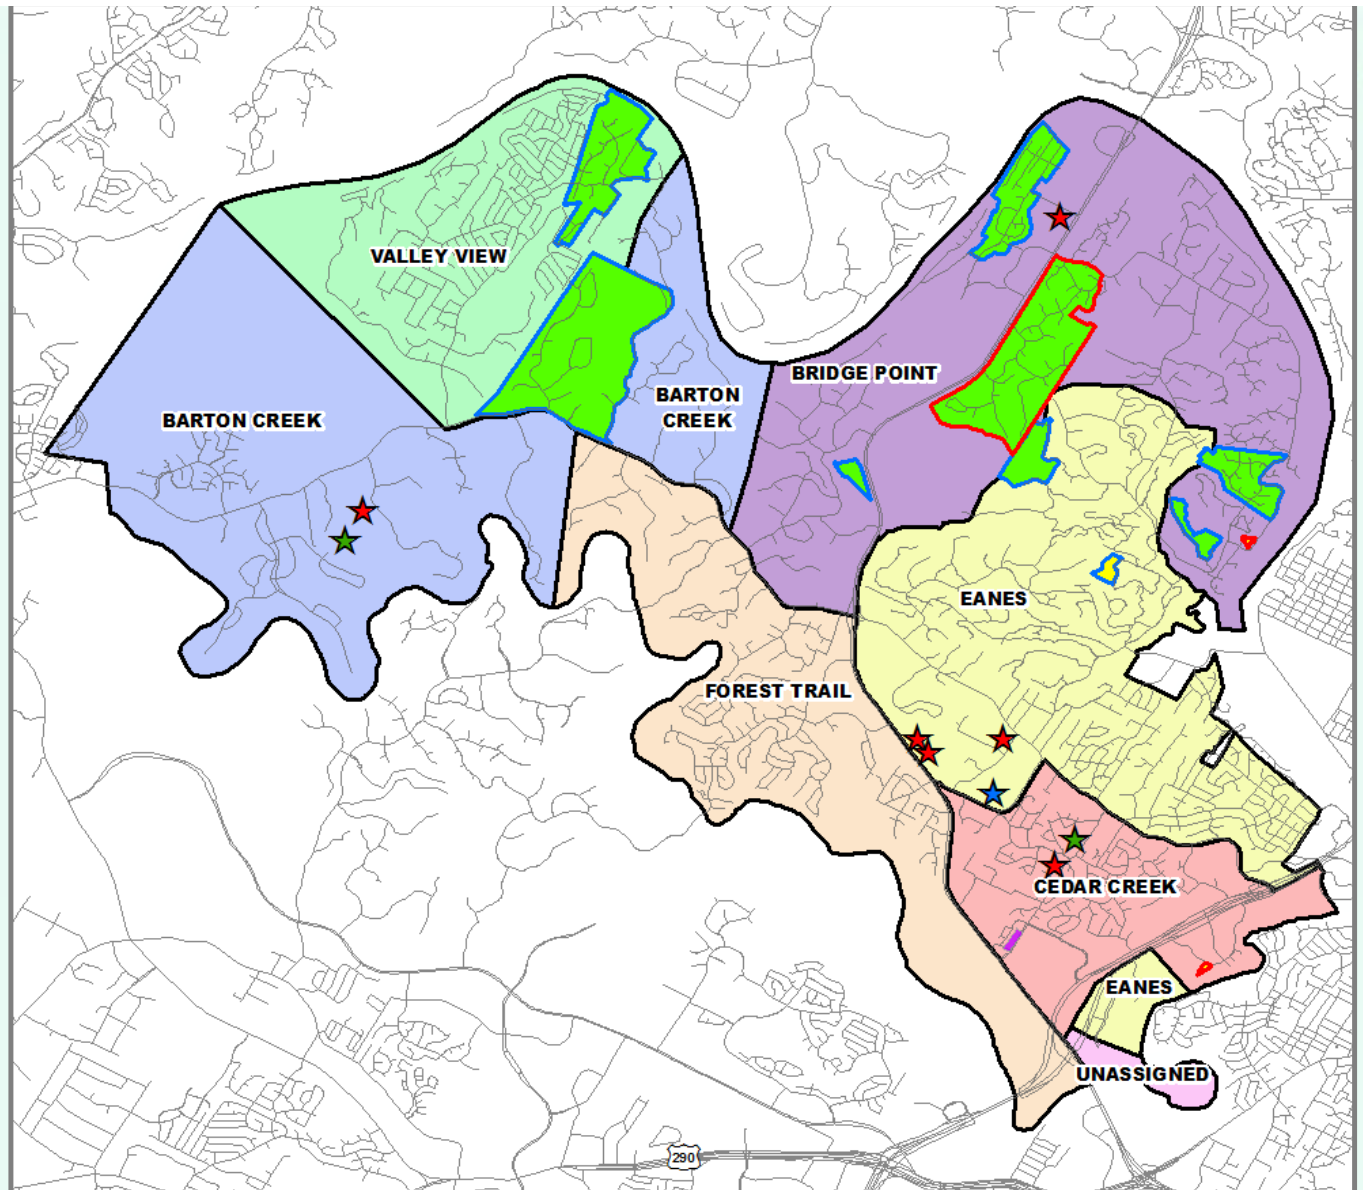 VALLEY VIEW
BRIDGE POINT
BARTON
CREEK
BARTON CREEK
EANES
FOREST TRAIL
CEDAR CREEK
EANES
UNASSIGNED
290